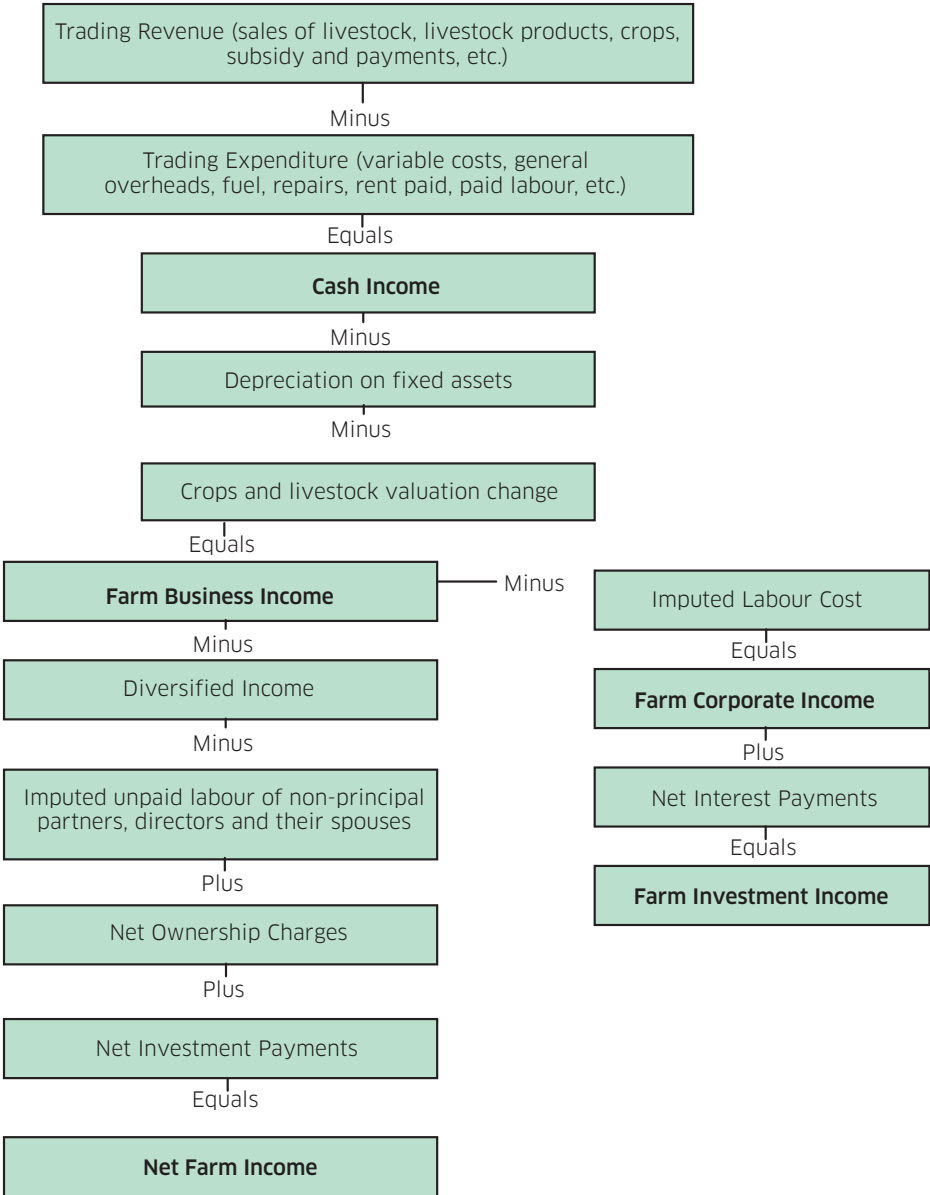 Trading Revenue (sales of livestock, livestock products, crops,
subsidy and payments, etc.)
Minus
Trading Expenditure (variable costs, general
overheads, fuel, repairs, rent paid, paid labour, etc.)
Equals
Cash Income
Minus
Depreciation on fixed assets
Minus
Crops and livestock valuation change
Equals
Farm Business Income
Minus
Diversified Income
Minus
Imputed unpaid labour of non-principal
partners, directors and their spouses
Plus
Net Ownership Charges
Plus
Net Investment Payments
Equals
Net Farm Income
Minus
Imputed Labour Cost
Equals
Farm Corporate Income
Plus
Net Interest Payments
Equals
Farm Investment Income